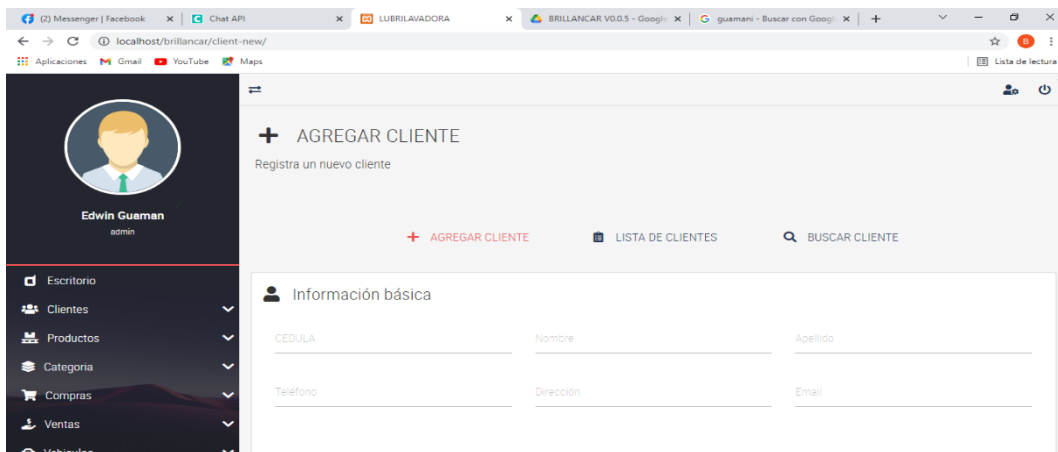 (2) Messenger | Facebook
Chat API
LUBRILAVADORA
BRILLANCAR V0.0.5 - Google
guamani - Buscar con Googl
localhost/brillancar/client-new/
B
Aplicaciones
Gmail
YouTube
Maps
Lista de lectura
AGREGAR CLIENTE
Registra un nuevo cliente
Edwin Guaman
admin
AGREGAR CLIENTE
LISTA DE CLIENTES
BUSCAR CLIENTE
Escritorio
Clientes
Productos
Categoria
Compras
Ventas
Vehiculos
Información básica
CEDULA
Nombre
Apellido
Teléfono
Dirección
Email